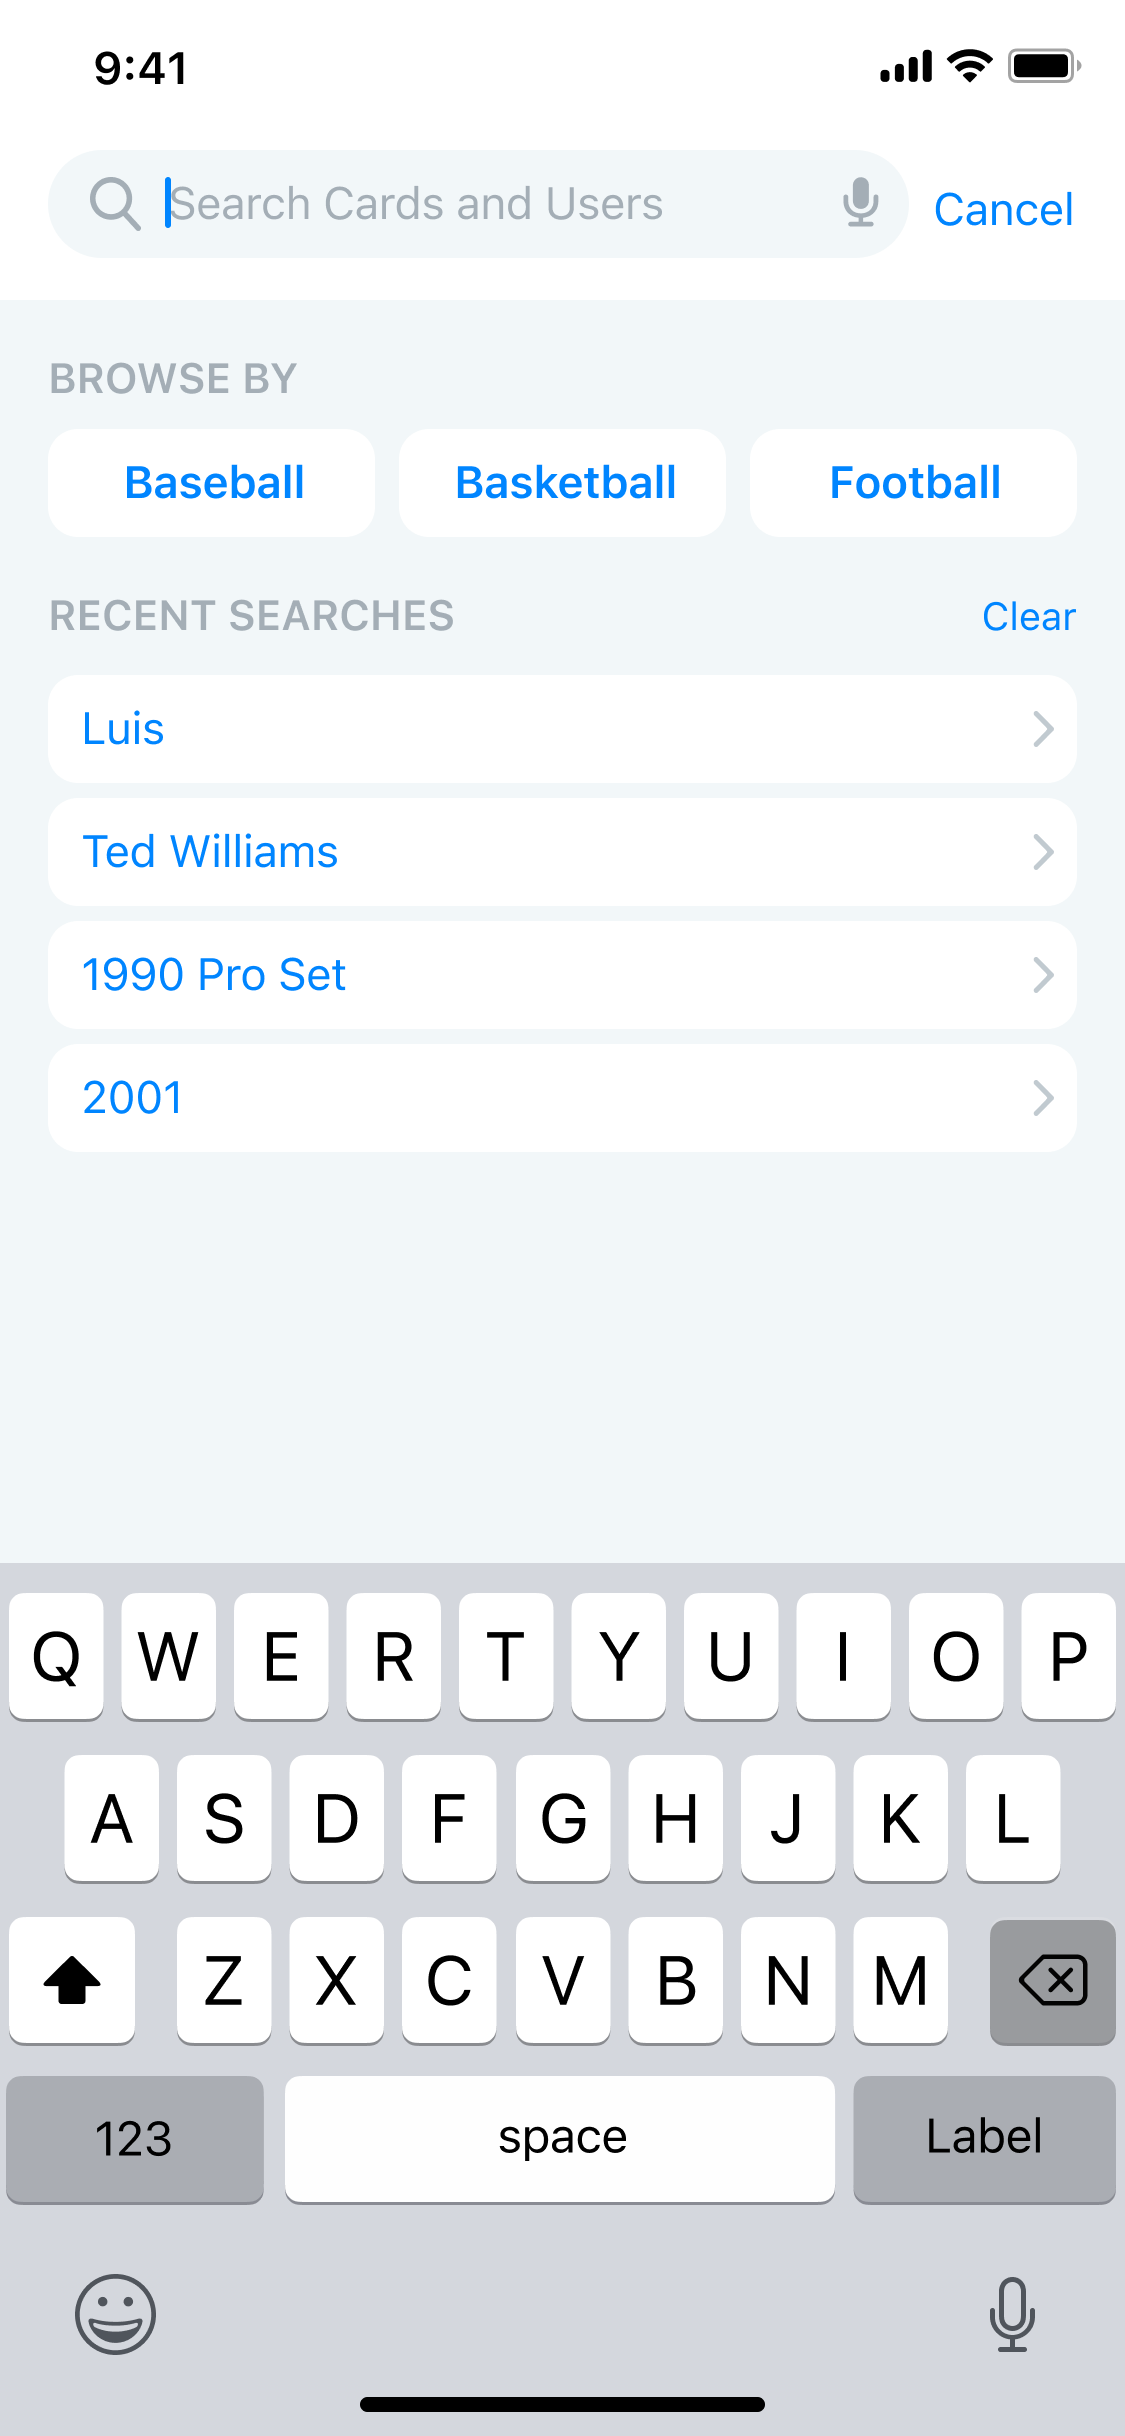 9:41
Search Cards and Users
Cancel
BROWSE BY
Baseball Basketball Football
RECENT SEARCHES Clear
Luis
Ted Williams
1990 Pro Set
2001
Q W E R T Y U I O P
A S D F G H J K L
Z X C V B N M
123 space Label